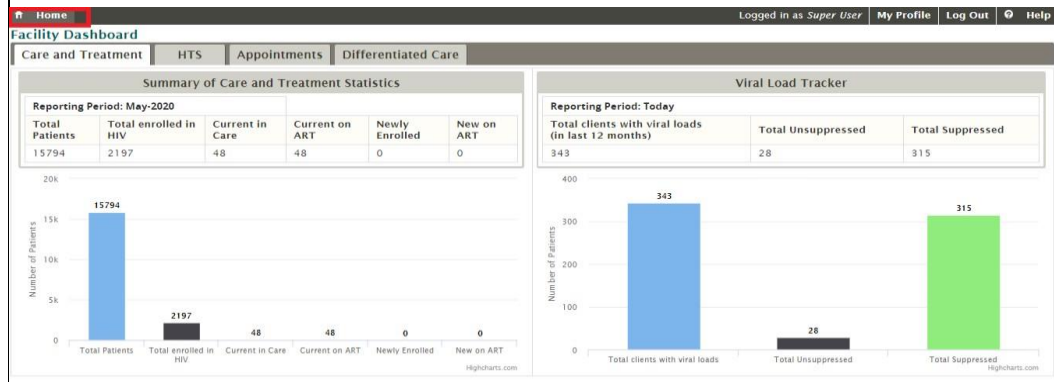 Home
Logged in as Super User
My Profile
Log Out
Help
Facility Dashboard
Care and Treatment
HTS
Appointments
Differentiated Care
Summary of Care and Treatment Statistics
Reporting Period: May-2020
Total Patients
Total enrolled in HIV
Current in Care
Current on ART
Newly Enrolled
New on ART
15794 2197 48 48 0 0
20k
15k
10k
5k
0
Number of Patients
15794
2197
48
48
0
0
Total Patients
Total enrolled in HIV
Current in Care
Current on ART
Newly Enrolled
New on ART
Highcharts.com
Viral Load Tracker
Reporting Period: Today
Total clients with viral loads
(in last 12 months)
Total Unsuppressed
Total Suppressed
343 28 315
400
300
200
100
0
Number of Patients
343
28
315
Total clients with viral loads
Total Unsuppressed
Total Suppressed
Highcharts.com